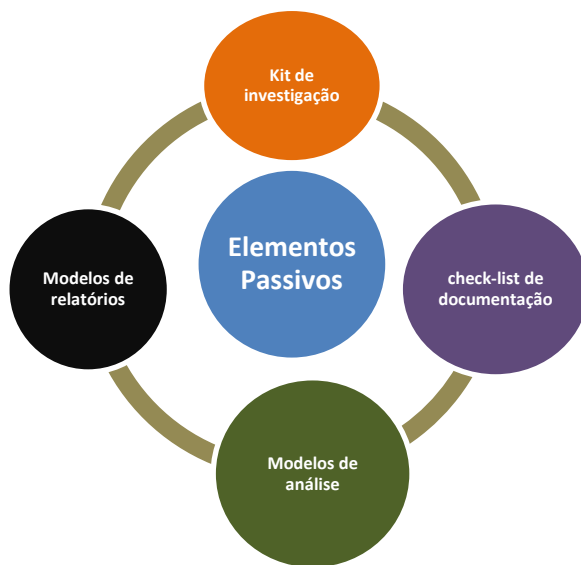 Kit de
investigação
Elementos
Passivos
check-list de
documentação
Modelos de
análise
Modelos de
relatórios